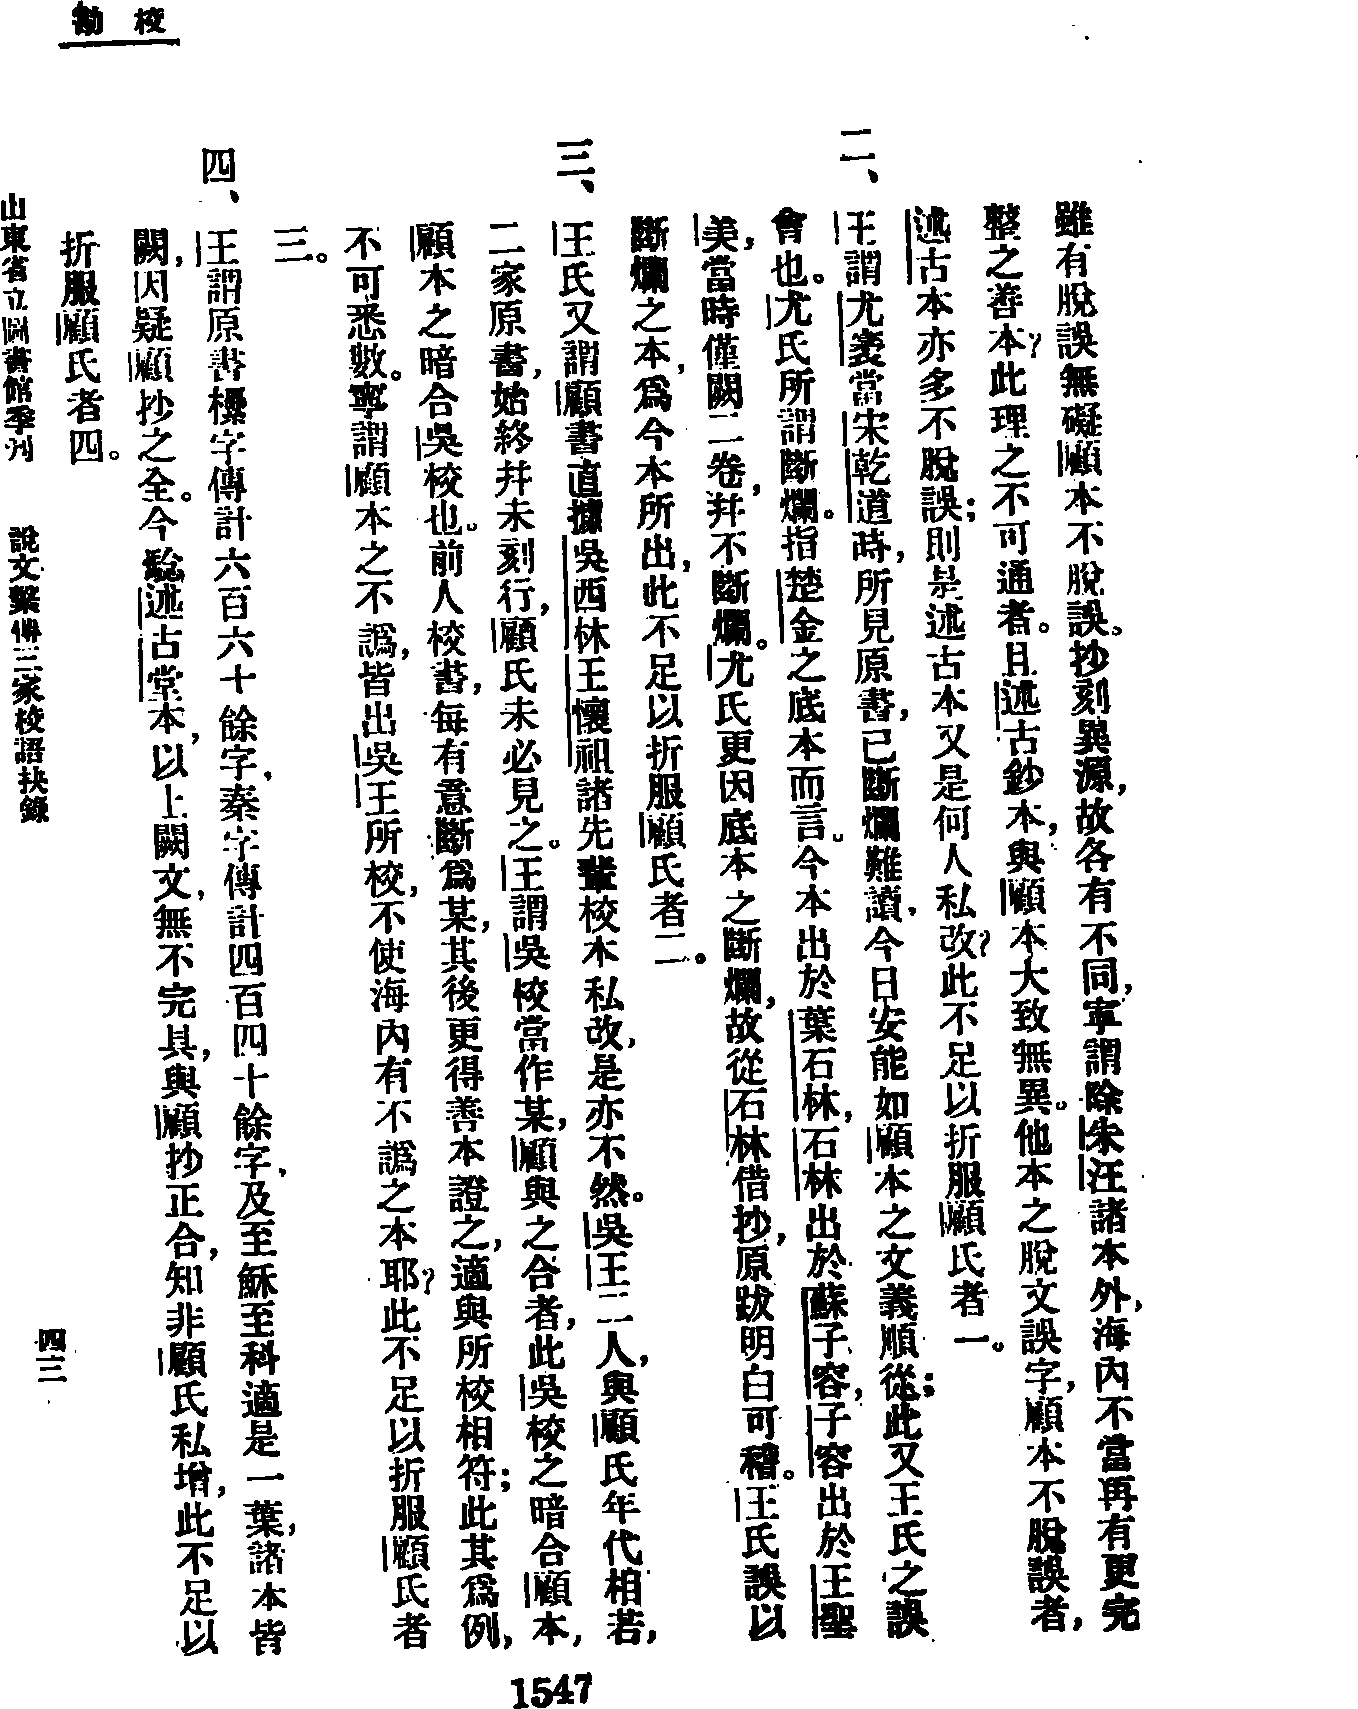 校勘
雖有脫誤無礙顧本不脫誤。抄刻異源，故各有不同，寧謂除朱汪諸本外，海內不當再有更完
整之善本？此理之不可通者。且述古鈔本，與顧本大致無異。他本之脫文誤字，顧本不脫誤者，
述古本亦多不脫誤；則是述古本又是何人私改？此不足以折服顧氏者一。
二、王謂尤袤當宋乾道時，所見原書，已斷爛難讀，今日安能如顧本之文義順從；此又王氏之誤
會也。尤氏所謂斷爛。指楚金之底本而言。今本出於葉石林，石林出於蘇子容，子容出於王聖
美，當時僅闕二卷，幷不斷爛。尤氏更因底本之斷爛，故從石林借抄，原跋明白可稽。王氏誤以
斷爛之本，爲今本所出，此不足以折服顧氏者二。
三、王氏又謂顧書直據吳西林王懷祖諸先輩校本私改，是亦不然。吳王二人，與顧氏年代相若，
二家原書，始終幷未刻行，顧氏未必見之。王謂吳校當作某，顧與之合者，此吳校之暗合顧本，
顧本之暗合吳校也。前人校書，每有意斷爲某，其後更得善本證之，適與所校相符；此其爲例，
不可悉數。寧謂顧本之不譌，皆出吳王所校，不使海內有不譌之本耶？此不足以折服顧氏者
三。
四、王謂原書欙字傳計六百六十餘字，秦字傳計四百四十餘字，及至穌至科適是一葉，諸本皆
闕，因疑顧抄之全。今驗述古堂本，以上闕文，無不完具，與顧抄正合，知非顧氏私增，此不足以
折服顧氏者四。
山東省立圖書館季刊 說文繫傳三家校語抉錄 四三
1547